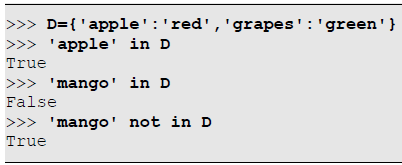 >>> D={'apple':'red','grapes':'green'}
>>> 'apple' in D
True
>>> 'mango' in D
False
>>> 'mango' not in D
True